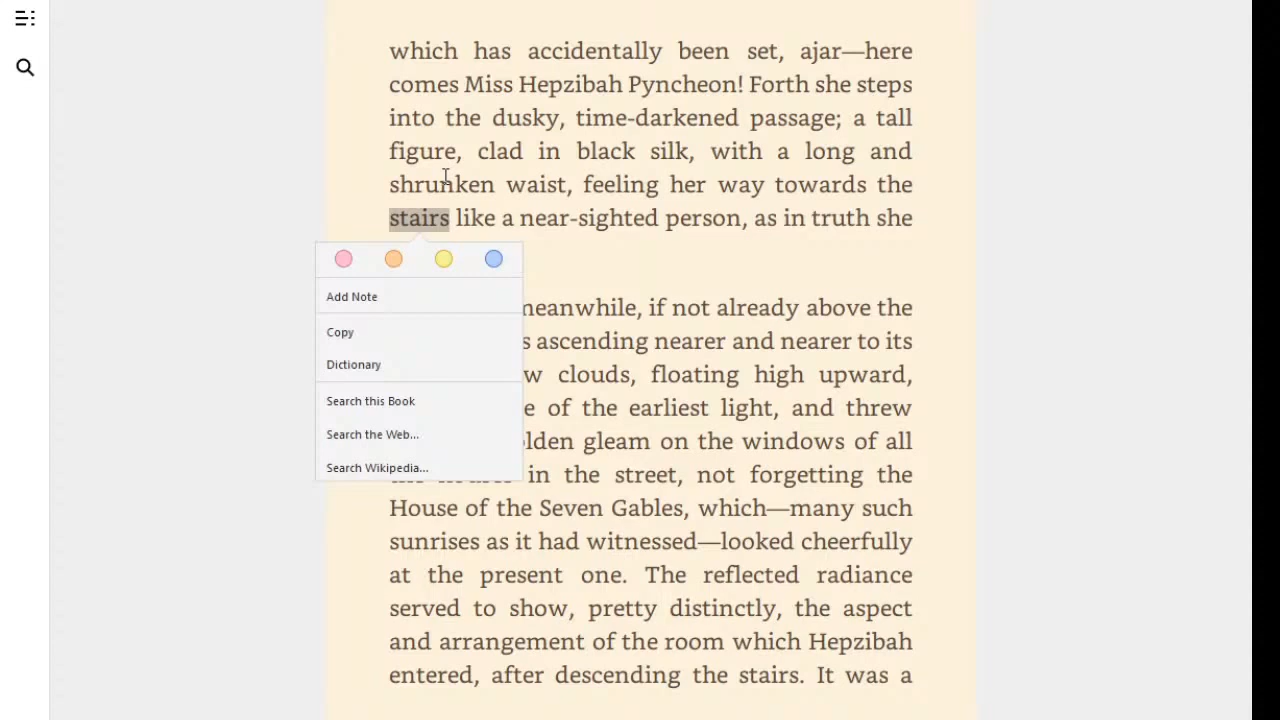 which has accidentally been set, ajar—here
comes Miss Hepzibah Pyncheon! Forth she steps
into the dusky, time-darkened passage; a tall
figure, clad in black silk, with a long and
shrunken waist, feeling her way towards the
stairs like a near-sighted person, as in truth she
Add Note
Copy
Dictionary
Search this Book
Search the Web...
Search Wikipedia...
meanwhile, if not already above the
ascending nearer and nearer to its
clouds, floating high upward,
of the earliest light, and threw
gleam on the windows of all
in the street, not forgetting the
House of the Seven Gables, which—many such
sunrises as it had witnessed—looked cheerfully
at the present one. The reflected radiance
served to show, pretty distinctly, the aspect
and arrangement of the room which Hepzibah
entered, after descending the stairs. It was a